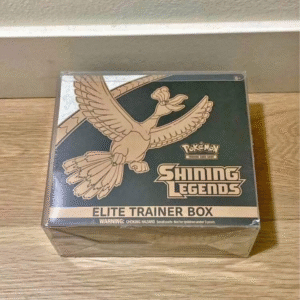 POKéMON
TRADING CARD GAME
SHINING
LEGENDS
ELITE TRAINER BOX
WARNING: CHOKING HAZARD